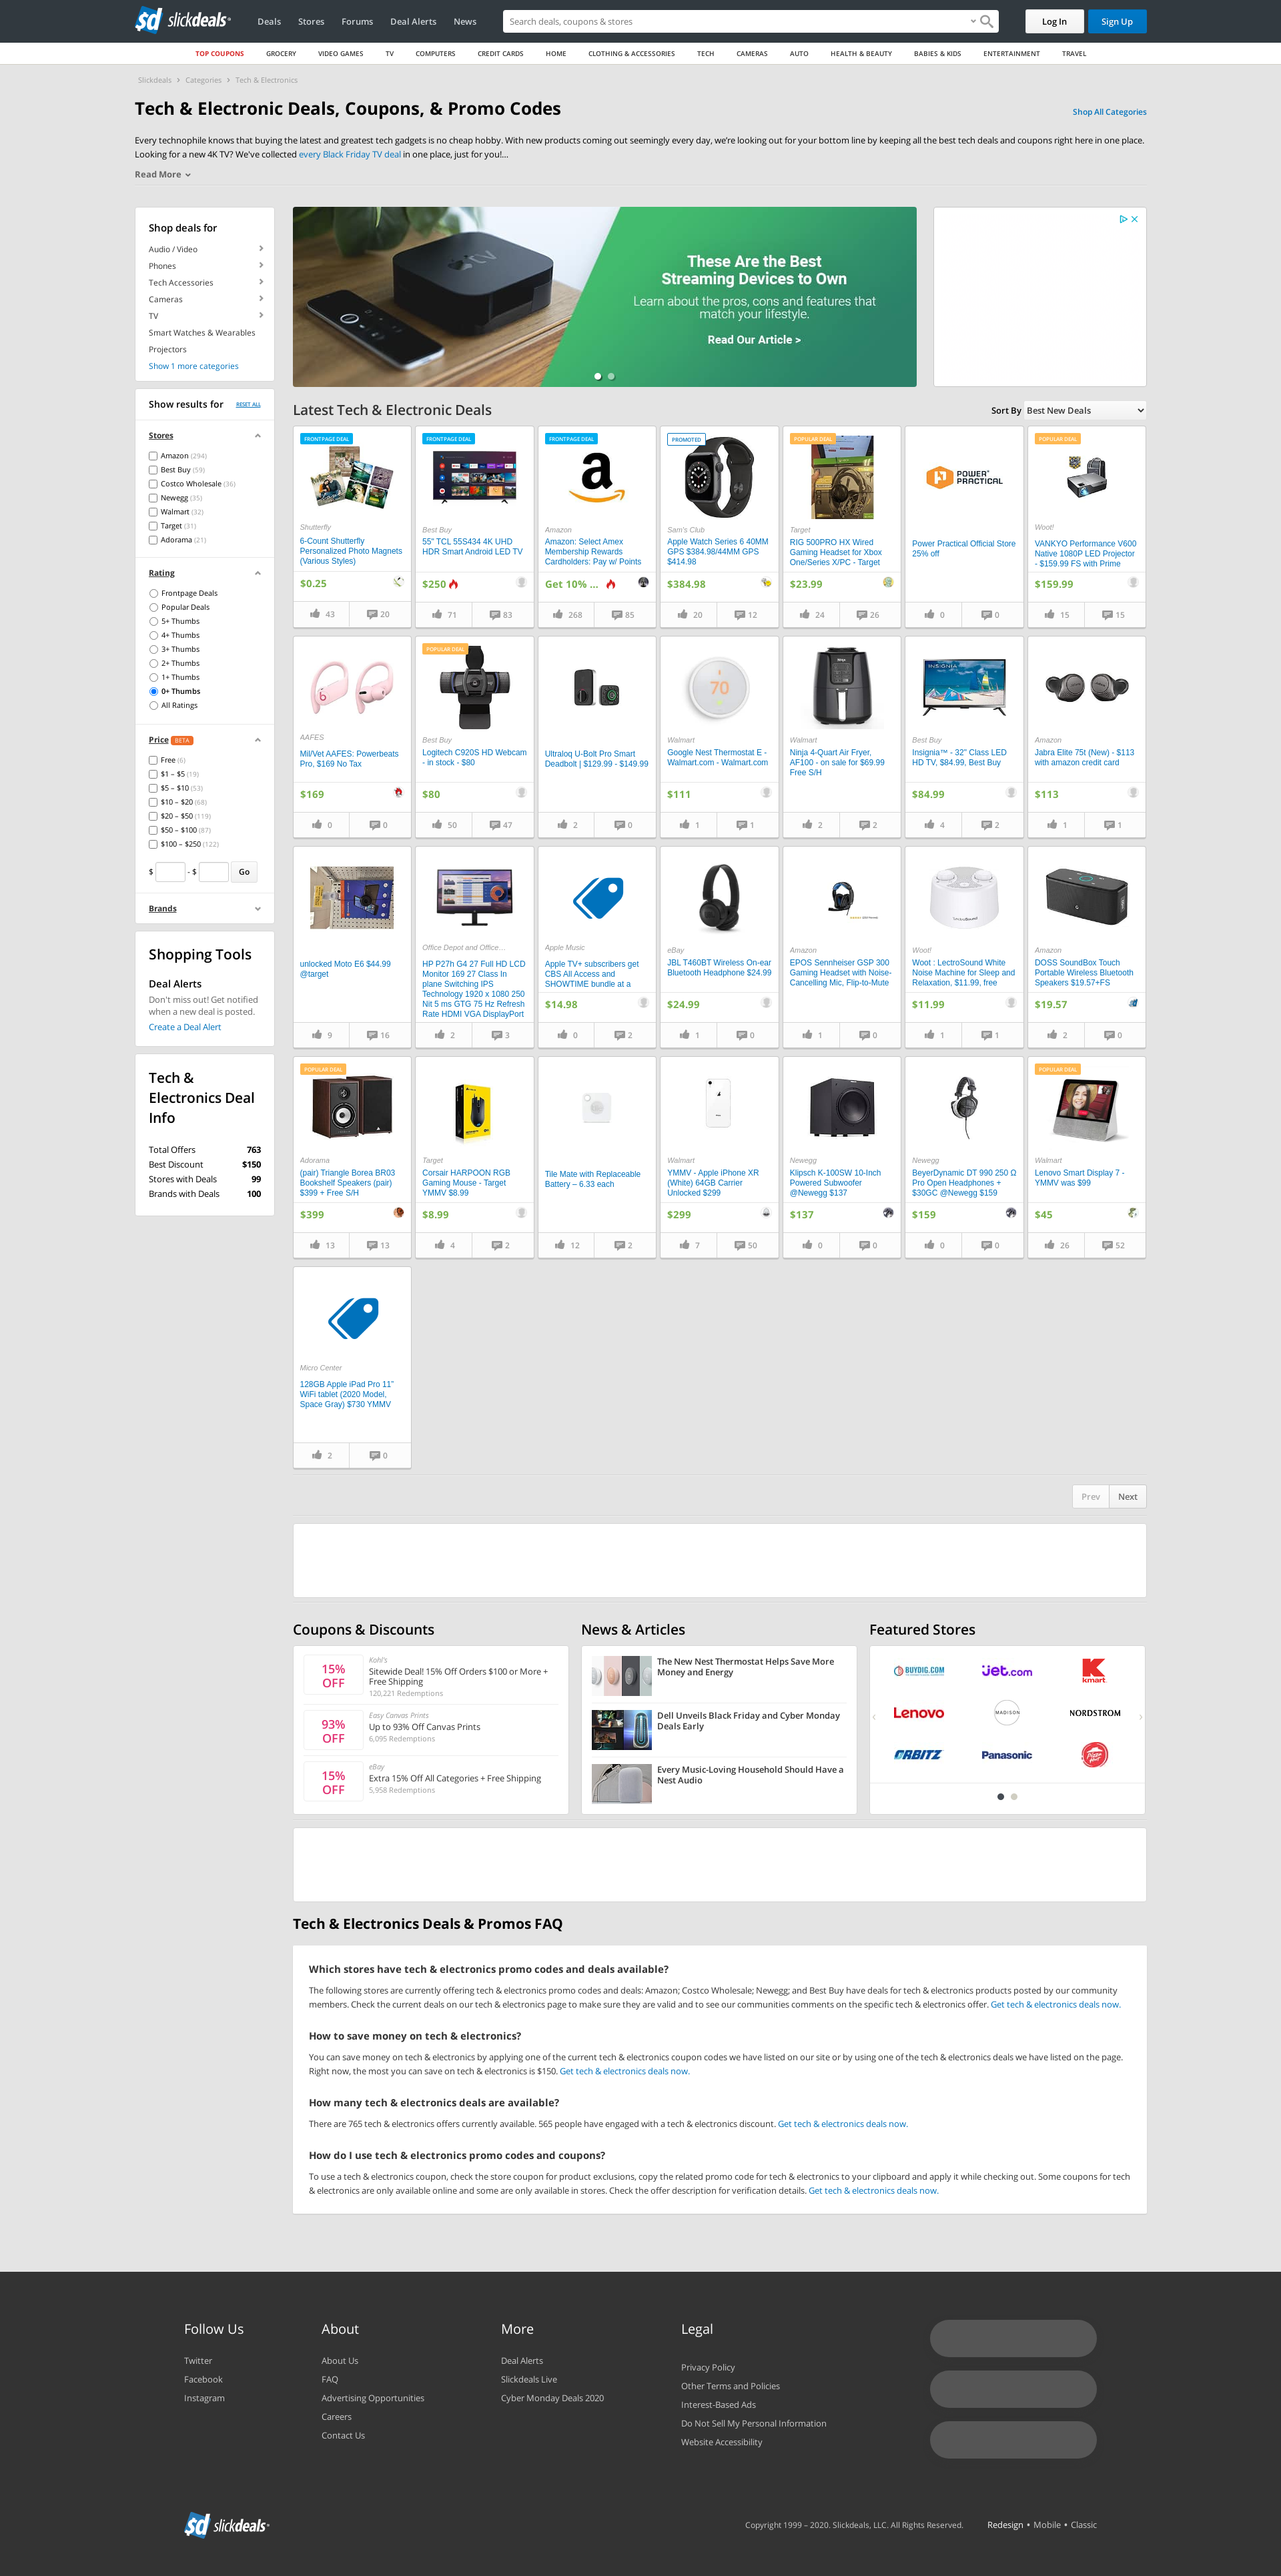 slickdeals
Deals
Stores
Forums
Deal Alerts
News
Search deals, coupons & stores
Log In
Sign Up
TOP COUPONS
GROCERY
VIDEO GAMES
TV
COMPUTERS
CREDIT CARDS
HOME
CLOTHING & ACCESSORIES
TECH
CAMERAS
AUTO
HEALTH & BEAUTY
BABIES & KIDS
ENTERTAINMENT
TRAVEL
Slickdeals > Categories > Tech & Electronics
Tech & Electronic Deals, Coupons, & Promo Codes
Shop All Categories
Every technophile knows that buying the latest and greatest tech gadgets is no cheap hobby. With new products coming out seemingly every day, we're looking out for your bottom line by keeping all the best tech deals and coupons right here in one place.
Looking for a new 4K TV? We've collected every Black Friday TV deal in one place, just for you!...
Read More
Shop deals for
Audio / Video
Phones
Tech Accessories
Cameras
TV
Smart Watches & Wearables
Projectors
Show 1 more categories
Show results for
RESET ALL
Stores
Amazon (294)
Best Buy (59)
Costco Wholesale (36)
Newegg (35)
Walmart (32)
Target (31)
Adorama (21)
Rating
Frontpage Deals
Popular Deals
5+ Thumbs
4+ Thumbs
3+ Thumbs
2+ Thumbs
1+ Thumbs
0+ Thumbs
All Ratings
Price BETA
Free (6)
$1 – $5 (19)
$5 – $10 (53)
$10 – $20 (68)
$20 – $50 (119)
$50 – $100 (87)
$100 – $250 (122)
$ - $ Go
Brands
Shopping Tools
Deal Alerts
Don't miss out! Get notified
when a new deal is posted.
Create a Deal Alert
Tech &
Electronics Deal
Info
Total Offers 763
Best Discount $150
Stores with Deals 99
Brands with Deals 100
tv
These Are the Best
Streaming Devices to Own
Learn about the pros, cons and features that
match your lifestyle.
Read Our Article >
Latest Tech & Electronic Deals
Sort By Best New Deals
FRONTPAGE DEAL
Shutterfly
6-Count Shutterfly
Personalized Photo Magnets
(Various Styles)
$0.25
43 20
FRONTPAGE DEAL
Best Buy
55" TCL 55S434 4K UHD
HDR Smart Android LED TV
$250
71 83
FRONTPAGE DEAL
a
Amazon
Amazon: Select Amex
Membership Rewards
Cardholders: Pay w/ Points
Get 10% ...
268 85
PROMOTED
Sam's Club
Apple Watch Series 6 40MM
GPS $384.98/44MM GPS
$414.98
$384.98
20 12
POPULAR DEAL
Target
RIG 500PRO HX Wired
Gaming Headset for Xbox
One/Series X/PC - Target
$23.99
24 26
POWER PRACTICAL
Power Practical Official Store
25% off
0 0
POPULAR DEAL
Woot!
VANKYO Performance V600
Native 1080P LED Projector
- $159.99 FS with Prime
$159.99
15 15
AAFES
Mil/Vet AAFES: Powerbeats
Pro, $169 No Tax
$169
0 0
POPULAR DEAL
Best Buy
Logitech C920S HD Webcam
- in stock - $80
$80
50 47
Ultraloq U-Bolt Pro Smart
Deadbolt | $129.99 - $149.99
2 0
70
Walmart
Google Nest Thermostat E -
Walmart.com - Walmart.com
$111
1 1
Walmart
Ninja 4-Quart Air Fryer,
AF100 - on sale for $69.99
Free S/H
2 2
INSIGNIA
Best Buy
Insignia™ - 32" Class LED
HD TV, $84.99, Best Buy
$84.99
4 2
Amazon
Jabra Elite 75t (New) - $113
with amazon credit card
$113
1 1
unlocked Moto E6 $44.99
@target
9 16
Office Depot and Office...
HP P27h G4 27 Full HD LCD
Monitor 169 27 Class In
plane Switching IPS
Technology 1920 x 1080 250
Nit 5 ms GTG 75 Hz Refresh
Rate HDMI VGA DisplayPort
2 3
Apple Music
Apple TV+ subscribers get
CBS All Access and
SHOWTIME bundle at a
$14.98
0 2
eBay
JBL T460BT Wireless On-ear
Bluetooth Headphone $24.99
$24.99
1 0
Amazon
EPOS Sennheiser GSP 300
Gaming Headset with Noise-
Cancelling Mic, Flip-to-Mute
1 0
Woot!
Woot : LectroSound White
Noise Machine for Sleep and
Relaxation, $11.99, free
$11.99
1 1
Amazon
DOSS SoundBox Touch
Portable Wireless Bluetooth
Speakers $19.57+FS
$19.57
2 0
POPULAR DEAL
Adorama
(pair) Triangle Borea BR03
Bookshelf Speakers (pair)
$399 + Free S/H
$399
13 13
Target
Corsair HARPOON RGB
Gaming Mouse - Target
YMMV $8.99
$8.99
4 2
Tile Mate with Replaceable
Battery – 6.33 each
12 2
Walmart
YMMV - Apple iPhone XR
(White) 64GB Carrier
Unlocked $299
$299
7 50
Newegg
Klipsch K-100SW 10-Inch
Powered Subwoofer
@Newegg $137
$137
0 0
Newegg
BeyerDynamic DT 990 250 Ω
Pro Open Headphones +
$30GC @Newegg $159
$159
0 0
POPULAR DEAL
Walmart
Lenovo Smart Display 7 -
YMMV was $99
$45
26 52
Micro Center
128GB Apple iPad Pro 11"
WiFi tablet (2020 Model,
Space Gray) $730 YMMV
2 0
Prev Next
Coupons & Discounts
15%
OFF
Kohl's
Sitewide Deal! 15% Off Orders $100 or More +
Free Shipping
120,221 Redemptions
93%
OFF
Easy Canvas Prints
Up to 93% Off Canvas Prints
6,095 Redemptions
15%
OFF
eBay
Extra 15% Off All Categories + Free Shipping
5,958 Redemptions
News & Articles
The New Nest Thermostat Helps Save More
Money and Energy
Dell Unveils Black Friday and Cyber Monday
Deals Early
Every Music-Loving Household Should Have a
Nest Audio
Featured Stores
BUYDIG.COM
jet.com
kmart
Lenovo
MADISON
NORDSTROM
ORBITZ
Panasonic
Pizza Hut
Tech & Electronics Deals & Promos FAQ
Which stores have tech & electronics promo codes and deals available?
The following stores are currently offering tech & electronics promo codes and deals: Amazon; Costco Wholesale; Newegg; and Best Buy have deals for tech & electronics products posted by our community
members. Check the current deals on our tech & electronics page to make sure they are valid and to see our communities comments on the specific tech & electronics offer. Get tech & electronics deals now.
How to save money on tech & electronics?
You can save money on tech & electronics by applying one of the current tech & electronics coupon codes we have listed on our site or by using one of the tech & electronics deals we have listed on the page.
Right now, the most you can save on tech & electronics is $150. Get tech & electronics deals now.
How many tech & electronics deals are available?
There are 765 tech & electronics offers currently available. 565 people have engaged with a tech & electronics discount. Get tech & electronics deals now.
How do I use tech & electronics promo codes and coupons?
To use a tech & electronics coupon, check the store coupon for product exclusions, copy the related promo code for tech & electronics to your clipboard and apply it while checking out. Some coupons for tech
& electronics are only available online and some are only available in stores. Check the offer description for verification details. Get tech & electronics deals now.
Follow Us
Twitter
Facebook
Instagram
About
About Us
FAQ
Advertising Opportunities
Careers
Contact Us
More
Deal Alerts
Slickdeals Live
Cyber Monday Deals 2020
Legal
Privacy Policy
Other Terms and Policies
Interest-Based Ads
Do Not Sell My Personal Information
Website Accessibility
slickdeals
Copyright 1999 – 2020. Slickdeals, LLC. All Rights Reserved.
Redesign • Mobile • Classic